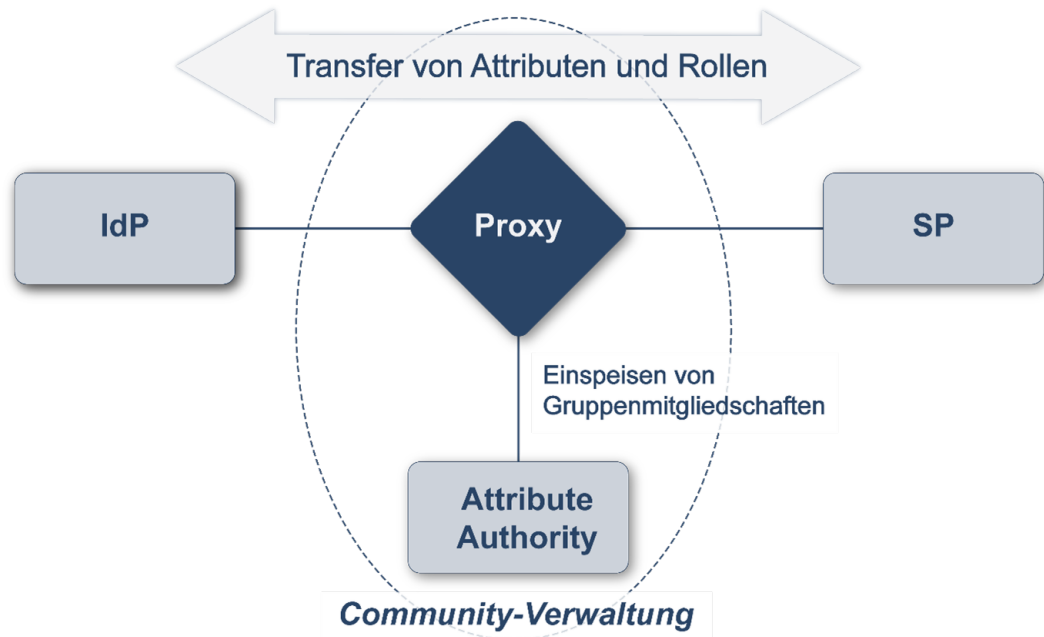 Transfer von Attributen und Rollen
IdP
Proxy
SP
Einspeisen von
Gruppenmitgliedschaften
Attribute
Authority
Community-Verwaltung